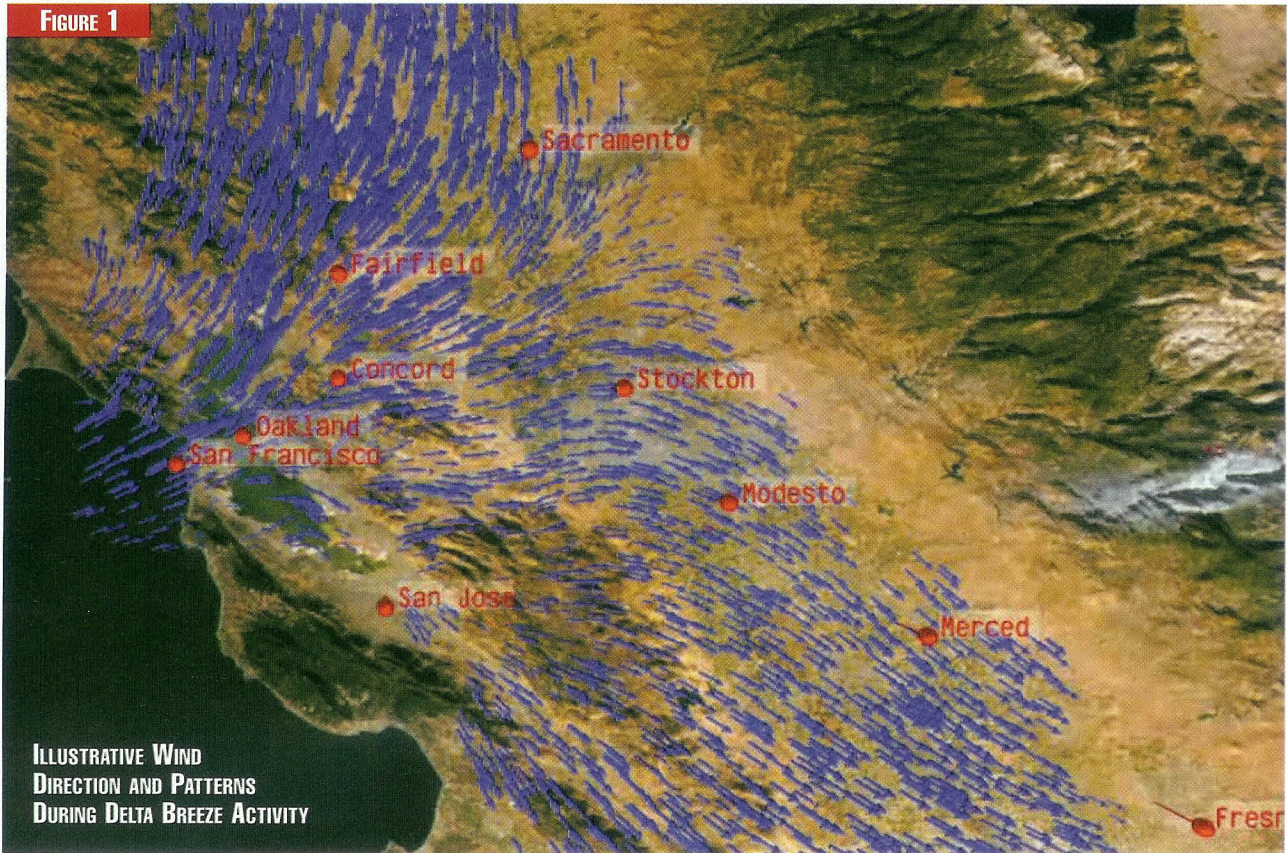 FIGURE 1
Sacramento
Fairfield
Concord
Stockton
Oakland
San Francisco
Modesto
San Jose
Merced
Fresn
ILLUSTRATIVE WIND
DIRECTION AND PATTERNS
DURING DELTA BREEZE ACTIVITY